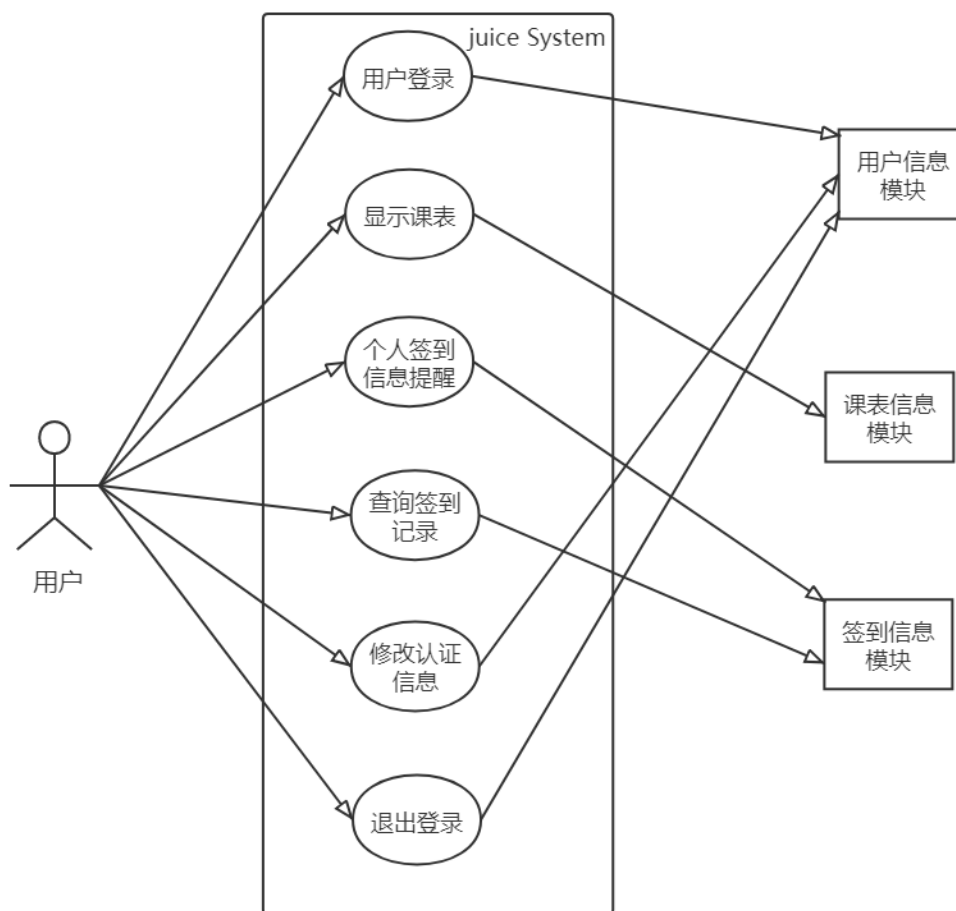 juice System
用户登录
用户信息
模块
显示课表
个人签到
信息提醒
课表信息
模块
查询签到
记录
用户
签到信息
模块
修改认证
信息
退出登录